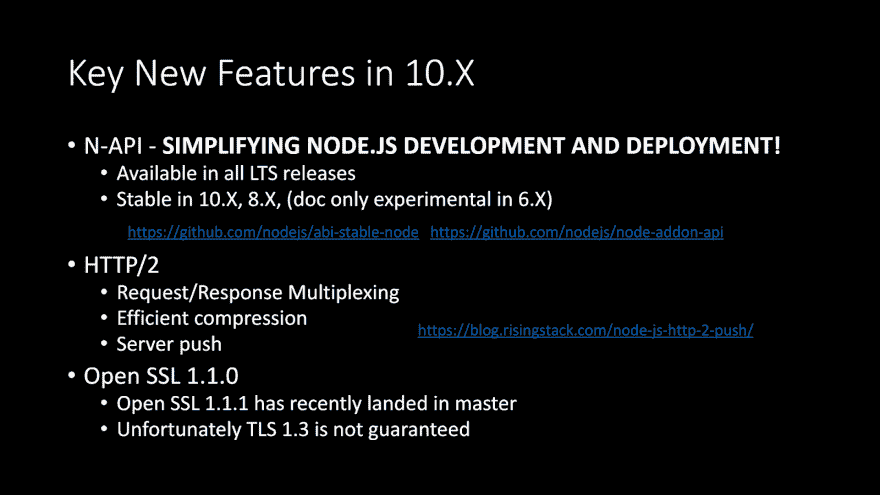 Key New Features in 10.X
• N-API - SIMPLIFYING NODE.JS DEVELOPMENT AND DEPLOYMENT!
• Available in all LTS releases
• Stable in 10.X, 8.X, (doc only experimental in 6.X)
https://github.com/nodejs/abi-stable-node https://github.com/nodejs/node-addon-api
• HTTP/2
• Request/Response Multiplexing
• Efficient compression
https://blog.risingstack.com/node-js-http-2-push/
• Server push
• Open SSL 1.1.0
• Open SSL 1.1.1 has recently landed in master
• Unfortunately TLS 1.3 is not guaranteed